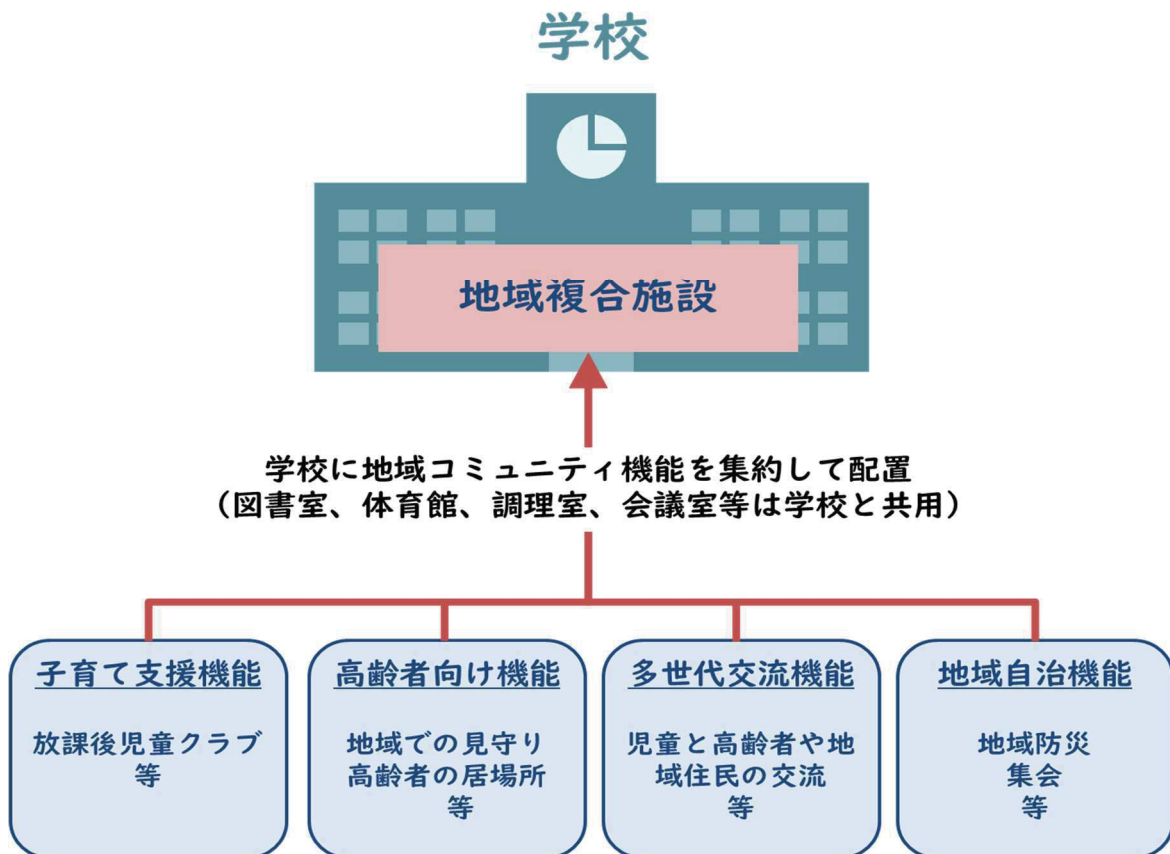 学校
地域複合施設
学校に地域コミュニティ機能を集約して配置
（図書室、体育館、調理室、会議室等は学校と共用）
子育て支援機能
放課後児童クラブ
等
高齢者向け機能
地域での見守り
高齢者の居場所
等
多世代交流機能
児童と高齢者や地
域住民の交流
等
地域自治機能
地域防災
集会
等